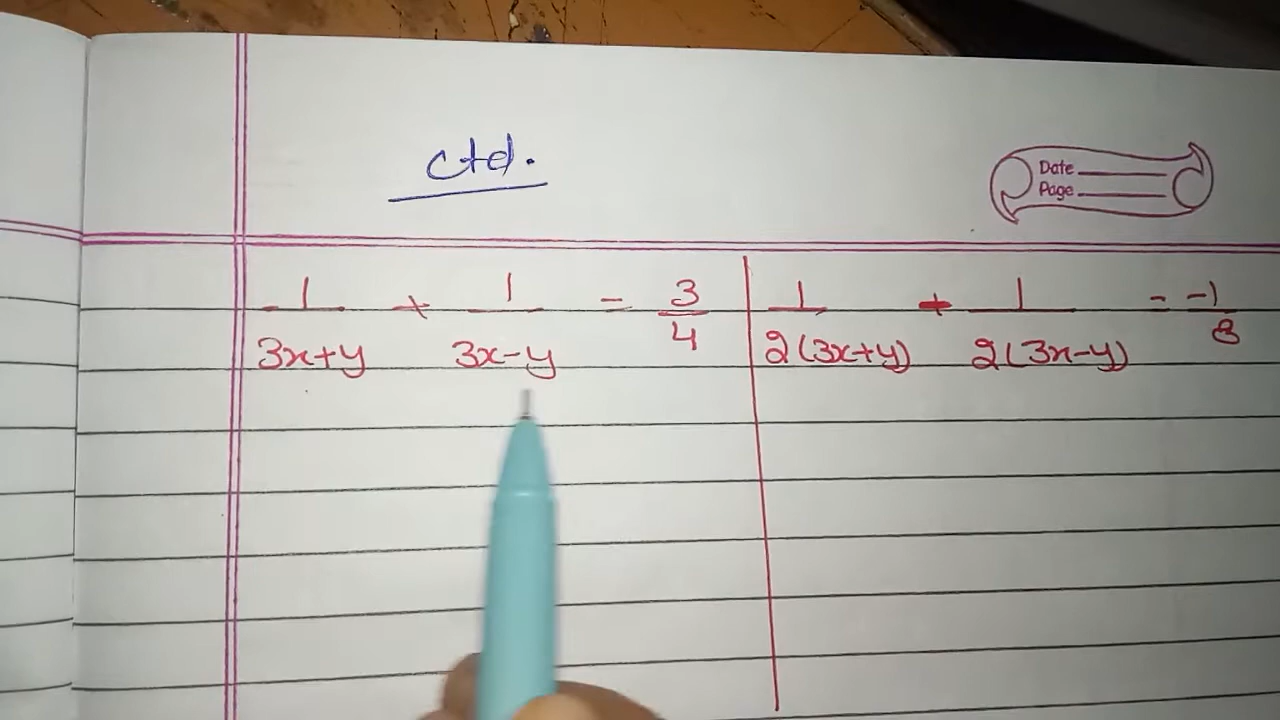 Ctd.
Date
Page
1/(3x+y) + 1/(3x-y) = 3/4
1/(2(3x+y)) + 1/(2(3x-y)) = -1/8